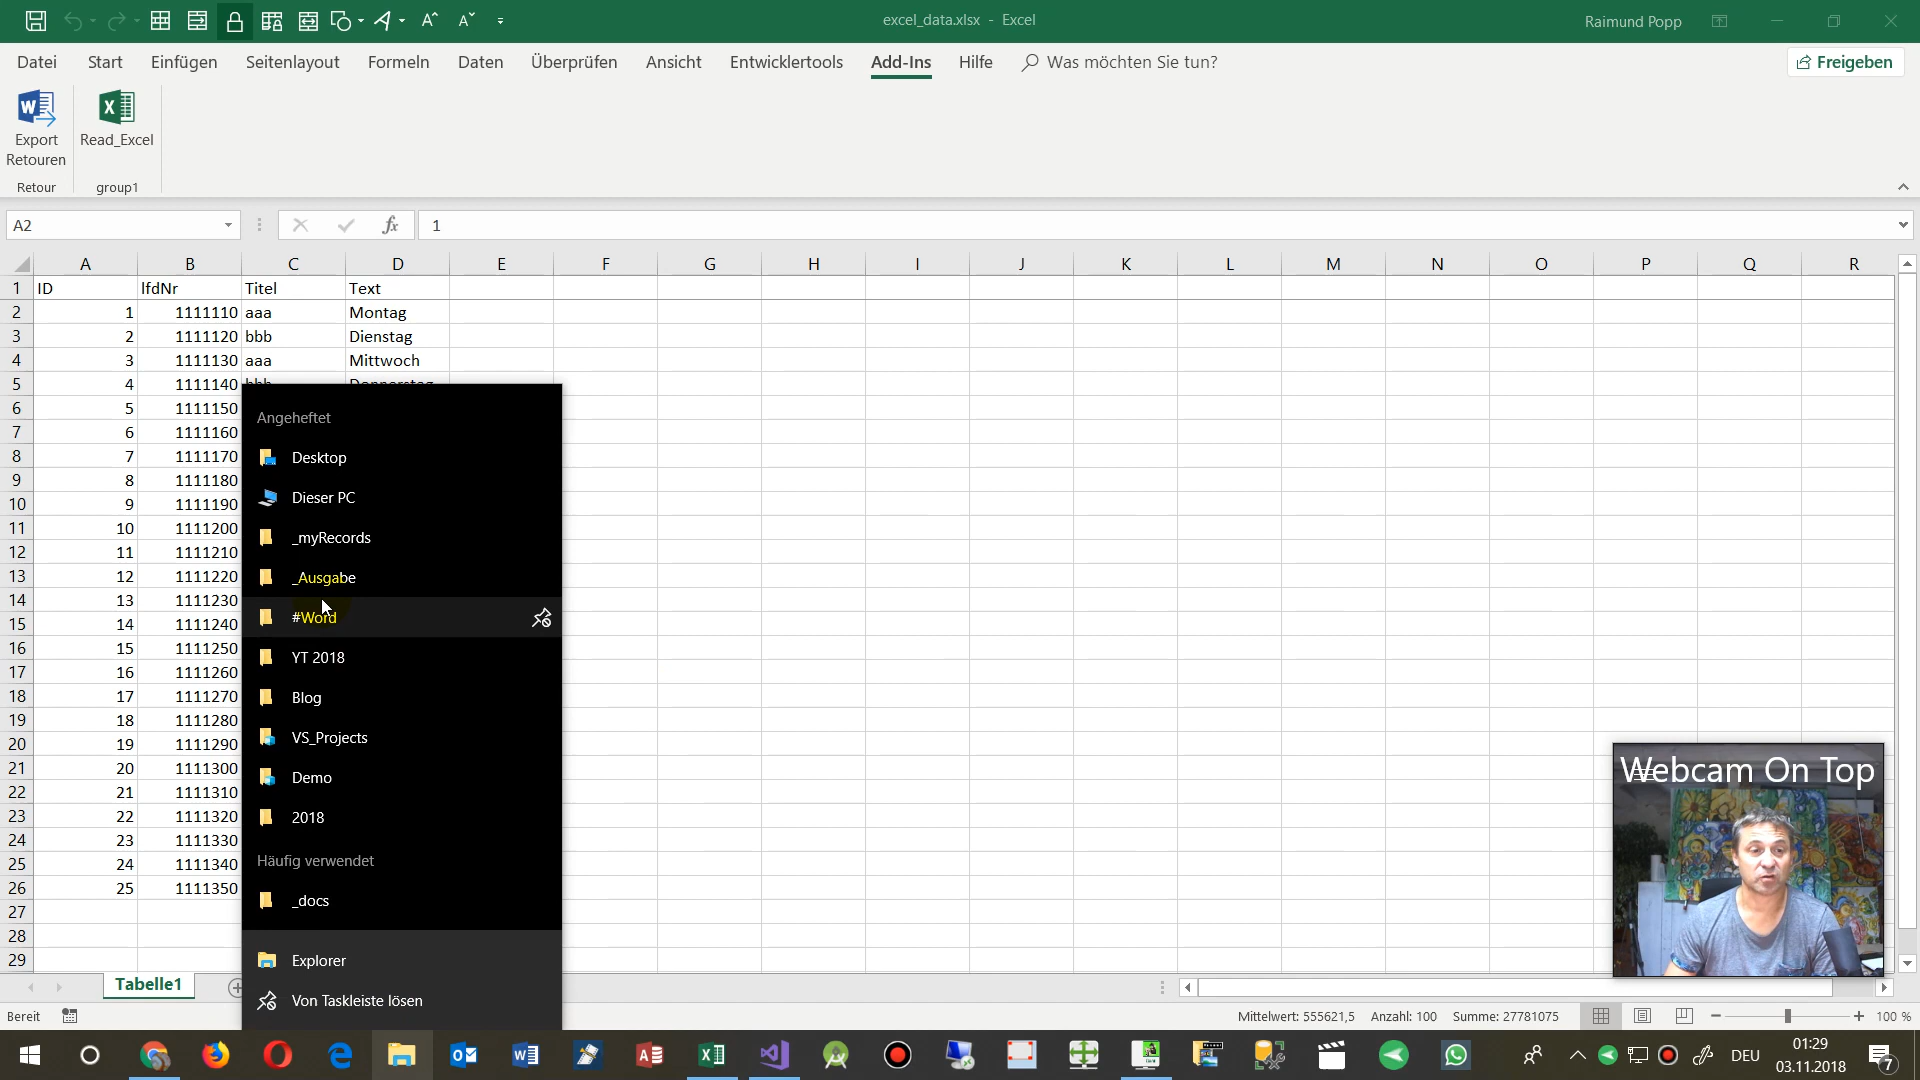 excel_data.xlsx - Excel
Raimund Popp
Datei Start Einfügen Seitenlayout Formeln Daten Überprüfen Ansicht Entwicklertools Add-Ins Hilfe Was möchten Sie tun? Freigeben
Export Retouren
Read_Excel
Retour
group1
A2
fx
1
A B C D E F G H I J K L M N O P Q R
1 ID lfdNr Titel Text
2 1 1111110 aaa Montag
3 2 1111120 bbb Dienstag
4 3 1111130 aaa Mittwoch
5 4 1111140 bbb Donnerstag
6 5 1111150
7 6 1111160
8 7 1111170
9 8 1111180
10 9 1111190
11 10 1111200
12 11 1111210
13 12 1111220
14 13 1111230
15 14 1111240
16 15 1111250
17 16 1111260
18 17 1111270
19 18 1111280
20 19 1111290
21 20 1111300
22 21 1111310
23 22 1111320
24 23 1111330
25 24 1111340
26 25 1111350
27
28
29
Angeheftet
Desktop
Dieser PC
_myRecords
_Ausgabe
#Word
YT 2018
Blog
VS_Projects
Demo
2018
Häufig verwendet
_docs
Explorer
Von Taskleiste lösen
Webcam On Top
Tabelle1
Bereit
Mittelwert: 555621,5 Anzahl: 100 Summe: 27781075
100 %
DEU
01:29
03.11.2018
7